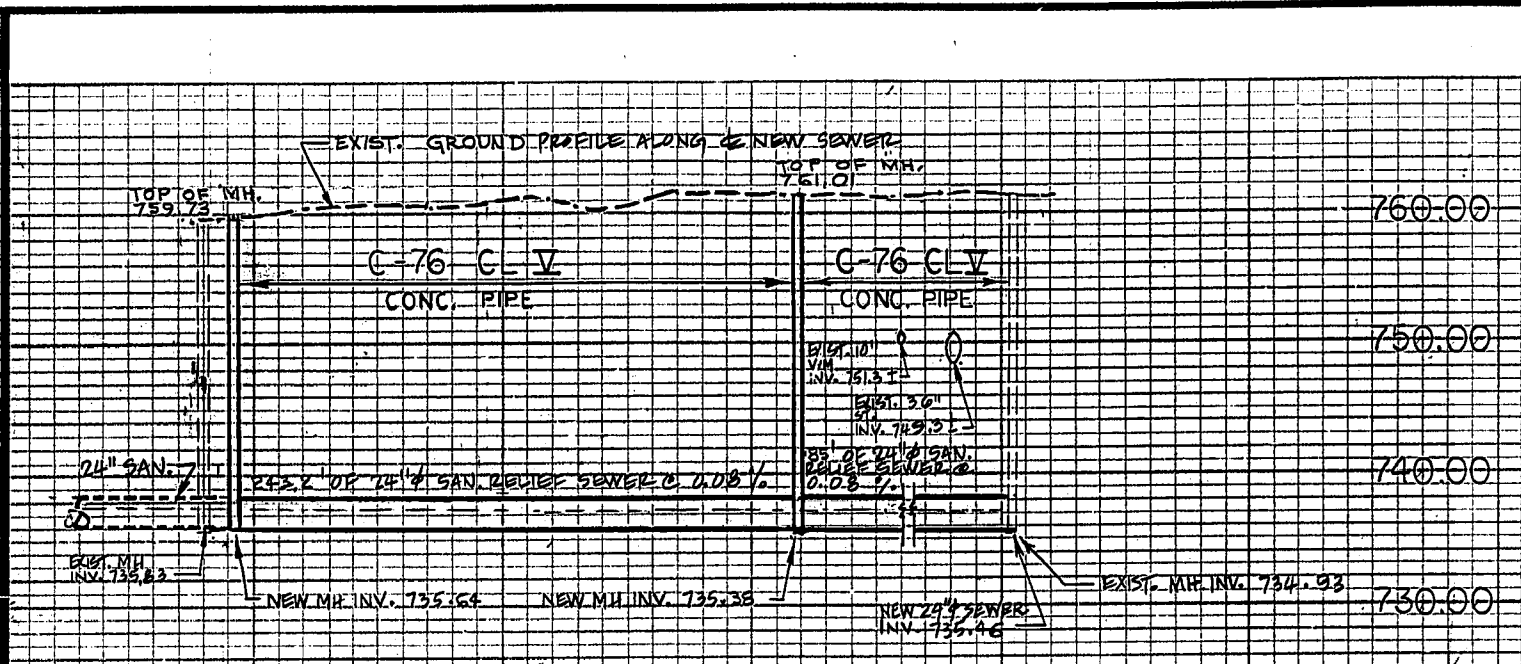 EXIST. GROUND PROFILE ALONG ℄ NEW SEWER
TOP OF MH.
761.01
TOP OF MH.
759.73
760.00
C-76 CL V
CONC. PIPE
C-76 CL V
CONC. PIPE
750.00
EXIST. 10"
INV. 751.3 ±
EXIST. 36"
ST.
INV. 749.3 ±
24" SAN.
243.2' OF 24"∅ SAN. RELIEF SEWER @ 0.08 %
85' OF 24"∅ SAN.
RELIEF SEWER @
0.08 %
740.00
EXIST. MH
INV. 735.83
NEW MH INV. 735.64
NEW MH INV. 735.38
EXIST. MH INV. 734.93
NEW 24"∅ SEWER
INV. 735.46
730.00